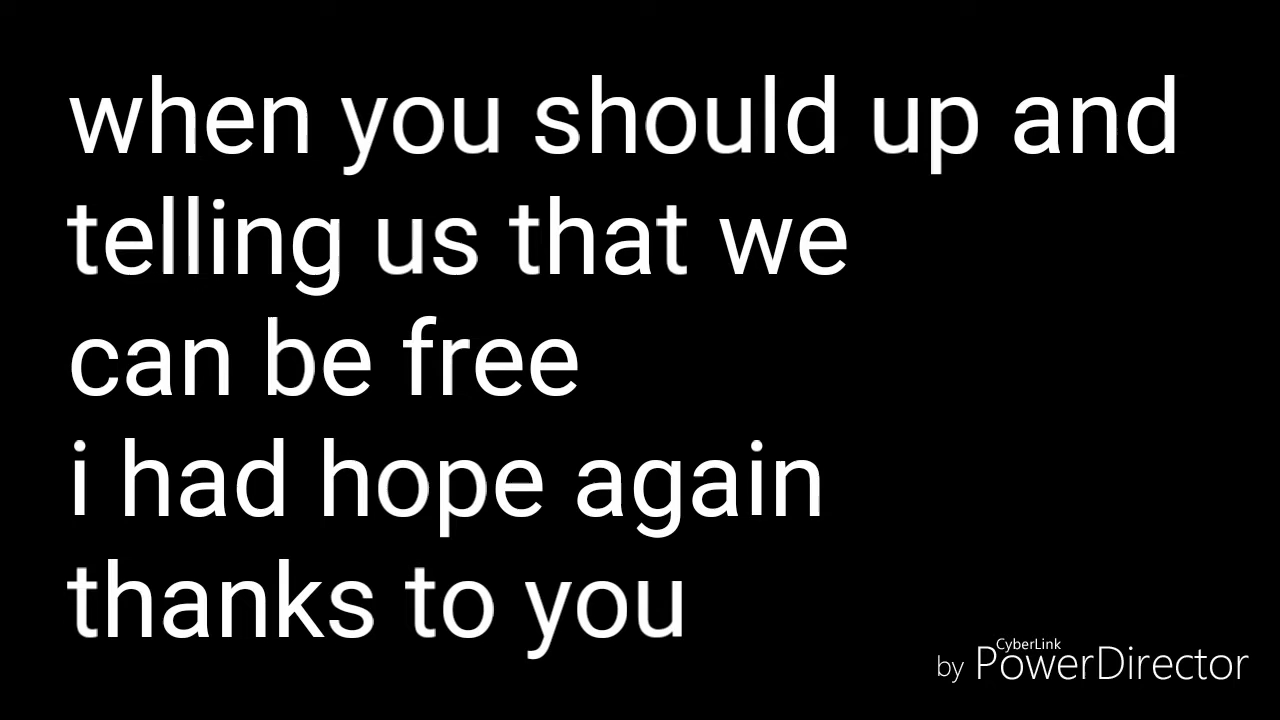 when you should up and
telling us that we
can be free
i had hope again
thanks to you
CyberLink
by PowerDirector